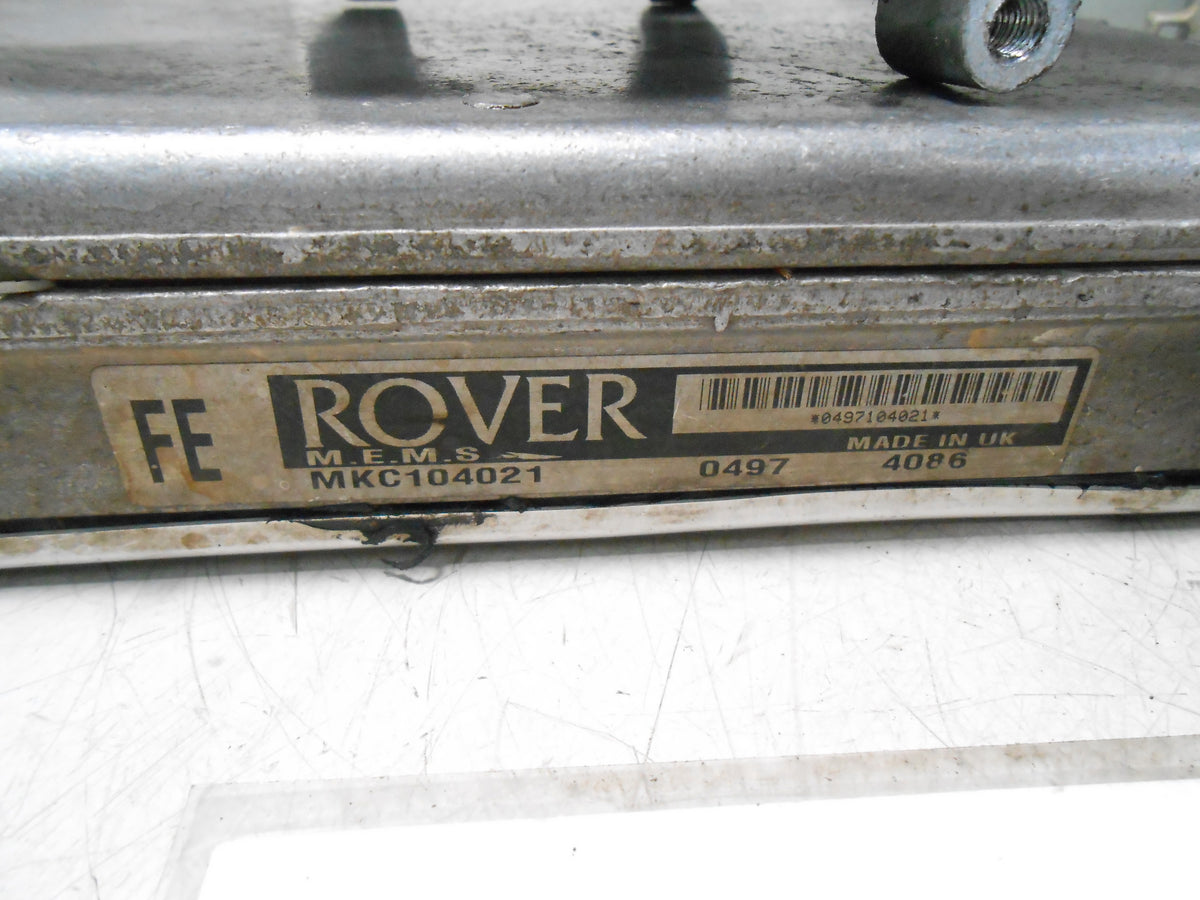 FE
ROVER
*0497104021*
M.E.M.S
MADE IN UK
MKC104021 0497 4086